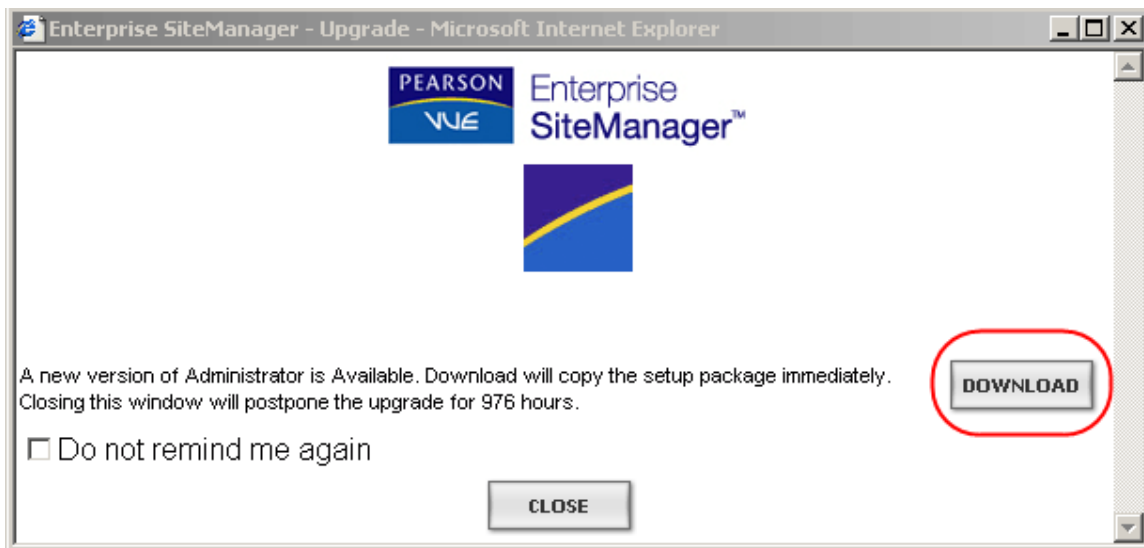 Enterprise SiteManager - Upgrade - Microsoft Internet Explorer
PEARSON
VUE
Enterprise
SiteManager™
A new version of Administrator is Available. Download will copy the setup package immediately.
Closing this window will postpone the upgrade for 976 hours.
DOWNLOAD
Do not remind me again
CLOSE